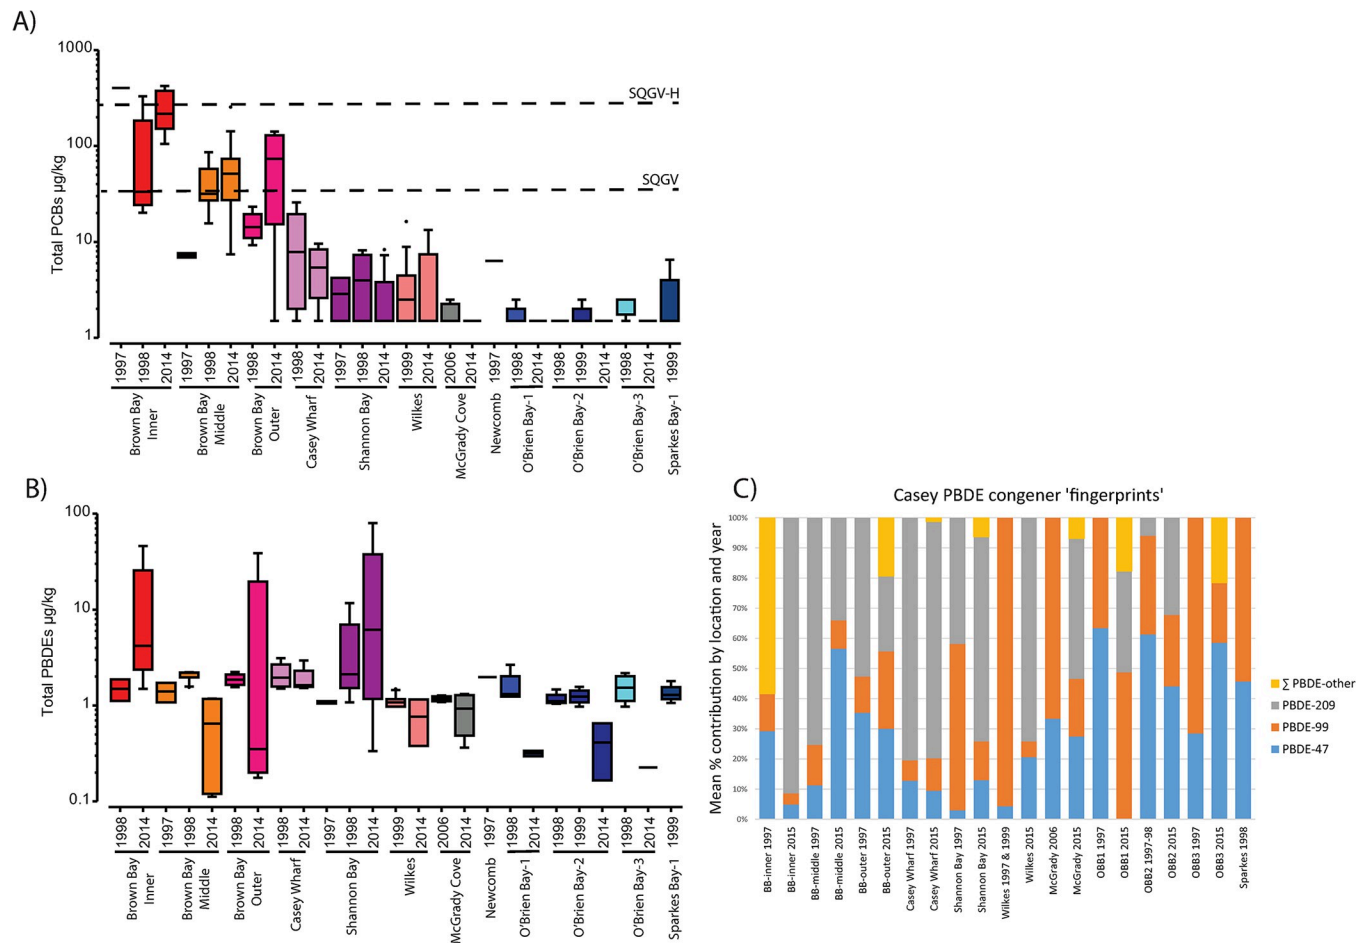 A)
1000
100
10
1
Total PCBs µg/kg
SQGV-H
SQGV
1997 1998 2014 1997 1998 2014 1998 2014 1998 2014 1997 1998 2014 1999 2014 2006 2014 1997 1998 2014 1998 1999 2014 1998 2014 1999
Brown Bay Inner
Brown Bay Middle
Brown Bay Outer
Casey Wharf
Shannon Bay
Wilkes
McGrady Cove
Newcomb
O'Brien Bay-1
O'Brien Bay-2
O'Brien Bay-3
Sparkes Bay-1
B)
100
10
1
0.1
Total PBDEs µg/kg
1998 2014 1997 1998 2014 1998 2014 1998 2014 1997 1998 2014 1999 2014 2006 2014 1997 1998 2014 1998 1999 2014 1998 2014 1999
Brown Bay Inner
Brown Bay Middle
Brown Bay Outer
Casey Wharf
Shannon Bay
Wilkes
McGrady Cove
Newcomb
O'Brien Bay-1
O'Brien Bay-2
O'Brien Bay-3
Sparkes Bay-1
C)
Casey PBDE congener 'fingerprints'
Mean % contribution by location and year
100%
90%
80%
70%
60%
50%
40%
30%
20%
10%
0%
BB-inner 1997
BB-inner 2015
BB-middle 1997
BB-middle 2015
BB-outer 1997
BB-outer 2015
Casey Wharf 1997
Casey Wharf 2015
Shannon Bay 1997
Shannon Bay 2015
Wilkes 1997 & 1999
Wilkes 2015
McGrady 2006
McGrady 2015
OBB1 1997
OBB1 2015
OBB2 1997-98
OBB2 2015
OBB3 1997
OBB3 2015
Sparkes 1998
∑ PBDE-other
PBDE-209
PBDE-99
PBDE-47